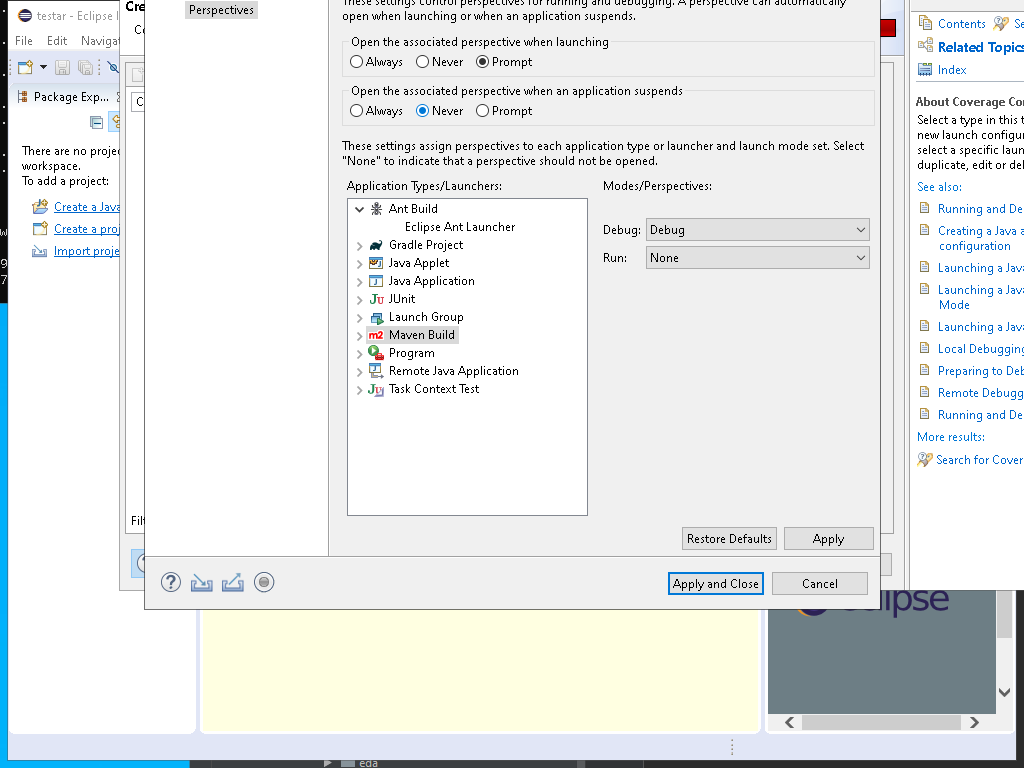 testar - Eclipse I
File Edit Navigat
Package Exp...
There are no proje
workspace.
To add a project:
Create a Java
Create a proj
Import proje
Cre
Filt
Perspectives
These settings control perspectives for running and debugging. A perspective can automatically
open when launching or when an application suspends.
Open the associated perspective when launching
Always Never Prompt
Open the associated perspective when an application suspends
Always Never Prompt
These settings assign perspectives to each application type or launcher and launch mode set. Select
"None" to indicate that a perspective should not be opened.
Application Types/Launchers:
Ant Build
Eclipse Ant Launcher
Gradle Project
Java Applet
Java Application
JUnit
Launch Group
m2 Maven Build
Program
Remote Java Application
Task Context Test
Modes/Perspectives:
Debug: Debug
Run: None
Restore Defaults Apply
Apply and Close Cancel
Contents Se
Related Topics
Index
About Coverage Co
Select a type in this t
new launch configur
select a specific laun
duplicate, edit or del
See also:
Running and De
Creating a Java a
configuration
Launching a Java
Launching a Java
Mode
Launching a Java
Local Debugging
Preparing to Deb
Remote Debugg
Running and De
More results:
Search for Cover
eclipse
eda